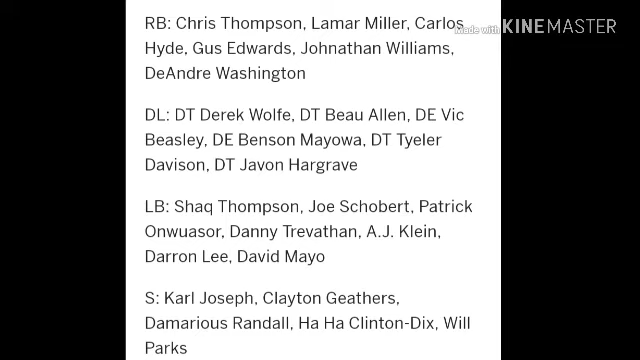 RB: Chris Thompson, Lamar Miller, Carlos
Made with KINEMASTER
Hyde, Gus Edwards, Johnathan Williams,
DeAndre Washington
DL: DT Derek Wolfe, DT Beau Allen, DE Vic
Beasley, DE Benson Mayowa, DT Tyeler
Davison, DT Javon Hargrave
LB: Shaq Thompson, Joe Schobert, Patrick
Onwuasor, Danny Trevathan, A.J. Klein,
Darron Lee, David Mayo
S: Karl Joseph, Clayton Geathers,
Damarious Randall, Ha Ha Clinton-Dix, Will
Parks